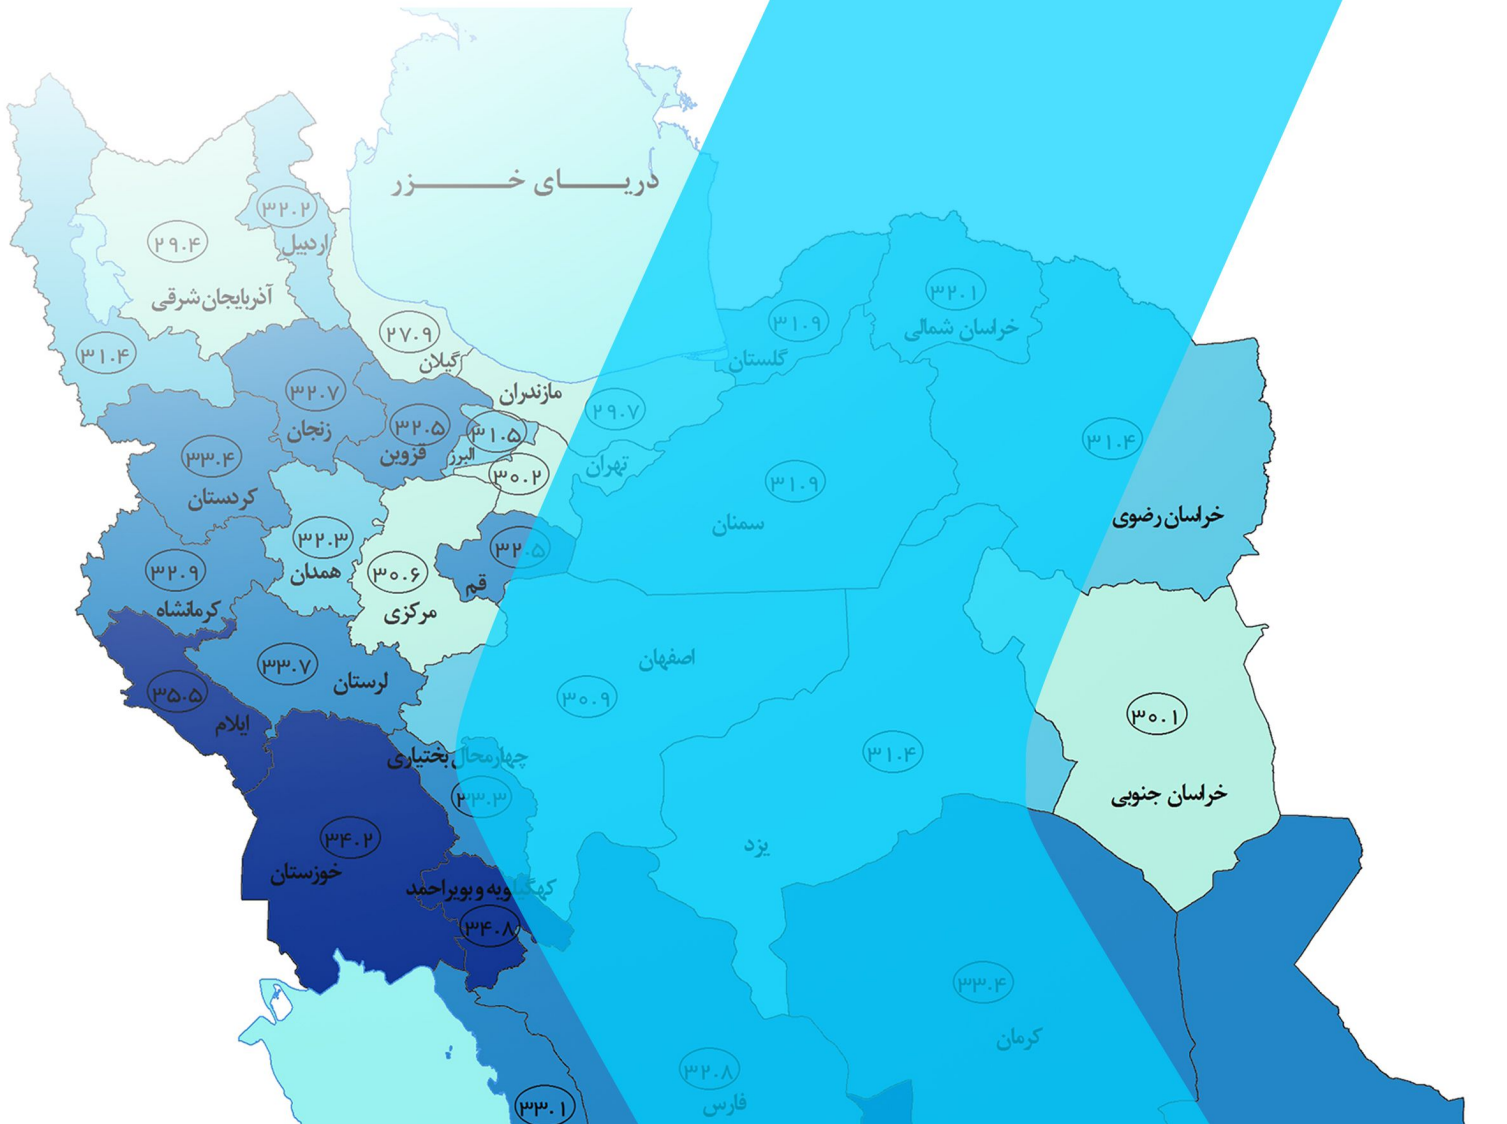 دریای خزر
۳۲.۲
اردبیل
۲۹.۴
آذربایجان شرقی
۳۱.۴
۲۷.۹
گیلان
مازندران
۲۹.۷
۳۱.۹
گلستان
۳۲.۱
خراسان شمالی
۳۲.۷
زنجان
۳۲.۵
قزوین
۳۱.۵
البرز
۳۰.۲
تهران
۳۳.۴
کردستان
۳۱.۹
سمنان
۳۱.۴
خراسان رضوی
۳۲.۳
همدان
۳۰.۶
مرکزی
۳۲.۵
قم
۳۲.۹
کرمانشاه
۳۳.۷
لرستان
۳۵.۵
ایلام
اصفهان
۳۰.۹
۳۱.۴
یزد
۳۰.۱
خراسان جنوبی
چهارمحال بختیاری
۳۳.۳
۳۴.۲
خوزستان
کهگیلویه و بویراحمد
۳۴.۸
۳۳.۴
کرمان
۳۲.۸
فارس
۳۳.۱